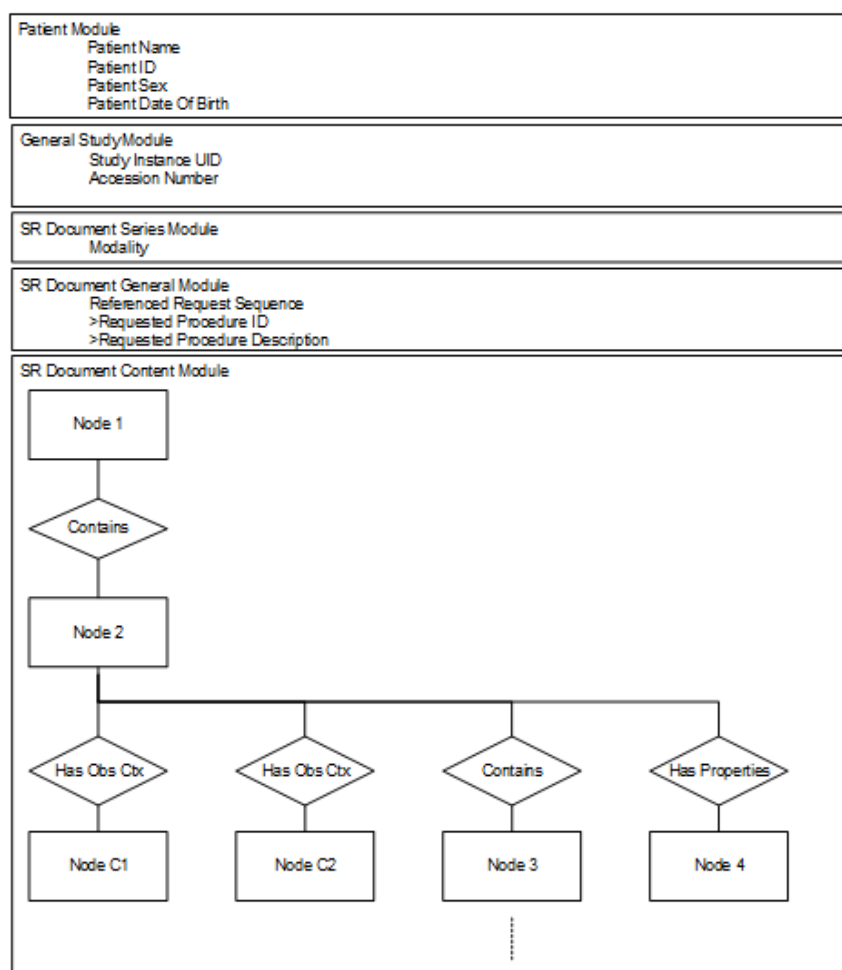 Patient Module
Patient Name
Patient ID
Patient Sex
Patient Date Of Birth
General Study Module
Study Instance UID
Accession Number
SR Document Series Module
Modality
SR Document General Module
Referenced Request Sequence
>Requested Procedure ID
>Requested Procedure Description
SR Document Content Module
Node 1
Contains
Node 2
Has Obs Ctx
Has Obs Ctx
Contains
Has Properties
Node C1
Node C2
Node 3
Node 4